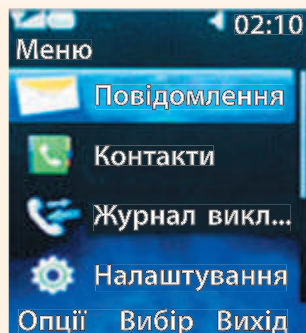 02:10
Меню
Повідомлення
Контакти
Журнал викл...
Налаштування
Опції Вибір Вихід